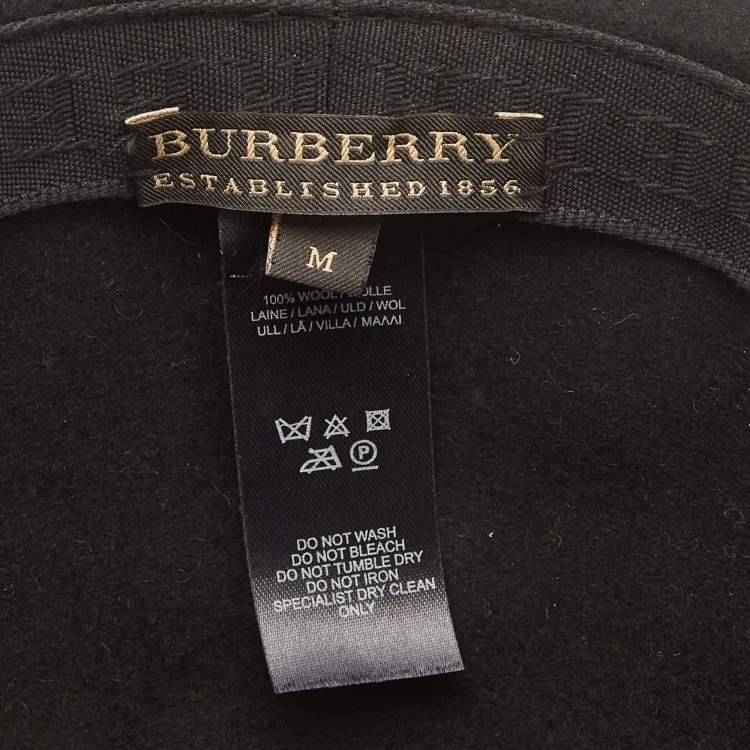 BURBERRY
ESTABLISHED 1856
M
100% WOOL / WOLLE
LAINE / LANA / ULD / WOL
ULL / LÃ / VILLA / ΜΑΛΛΙ
P
DO NOT WASH
DO NOT BLEACH
DO NOT TUMBLE DRY
DO NOT IRON
SPECIALIST DRY CLEAN
ONLY